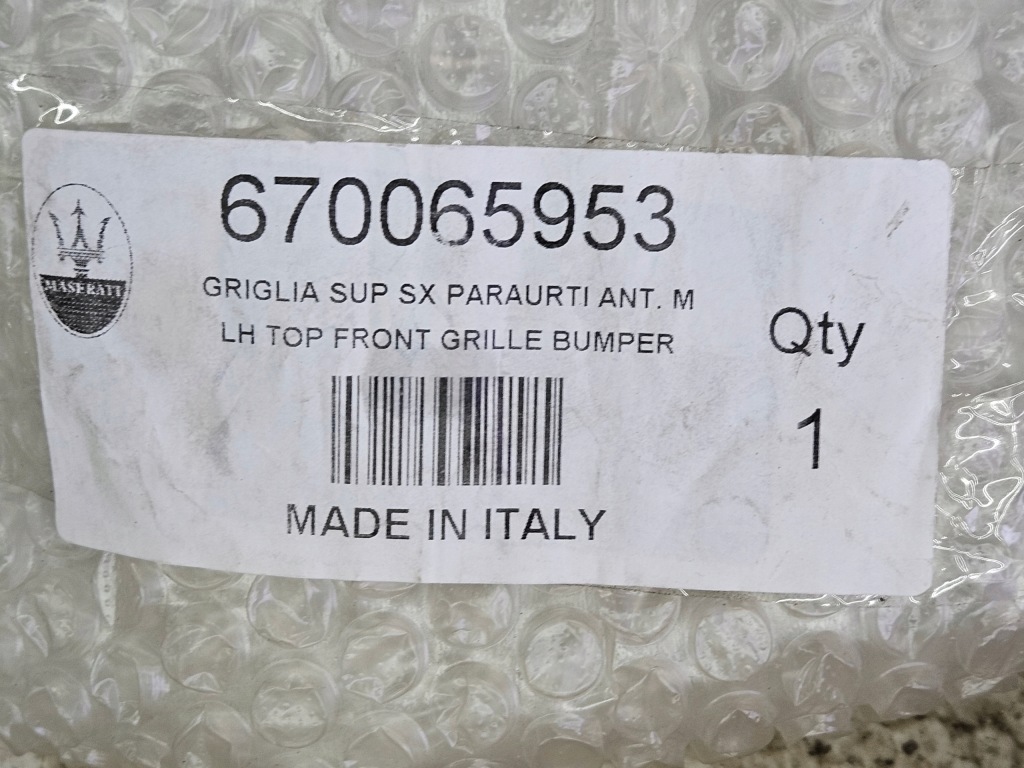 670065953
MASERATI
GRIGLIA SUP SX PARAURTI ANT. M
LH TOP FRONT GRILLE BUMPER
Qty
1
MADE IN ITALY